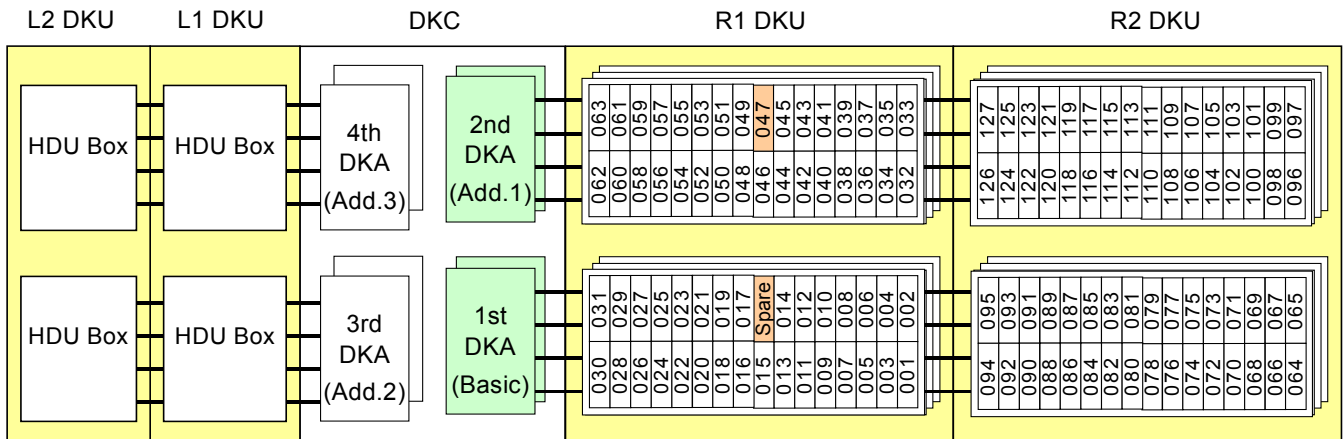 L2 DKU L1 DKU DKC R1 DKU R2 DKU
HDU Box HDU Box
4th
DKA
(Add.3)
2nd
DKA
(Add.1)
063 061 059 057 055 053 051 049 047 045 043 041 039 037 035 033
062 060 058 056 054 052 050 048 046 044 042 040 038 036 034 032
127 125 123 121 119 117 115 113 111 109 107 105 103 101 099 097
126 124 122 120 118 116 114 112 110 108 106 104 102 100 098 096
HDU Box HDU Box
3rd
DKA
(Add.2)
1st
DKA
(Basic)
031 029 027 025 023 021 019 017 Spare 014 012 010 008 006 004 002
030 028 026 024 022 020 018 016 015 013 011 009 007 005 003 001
095 093 091 089 087 085 083 081 079 077 075 073 071 069 067 065
094 092 090 088 086 084 082 080 078 076 074 072 070 068 066 064